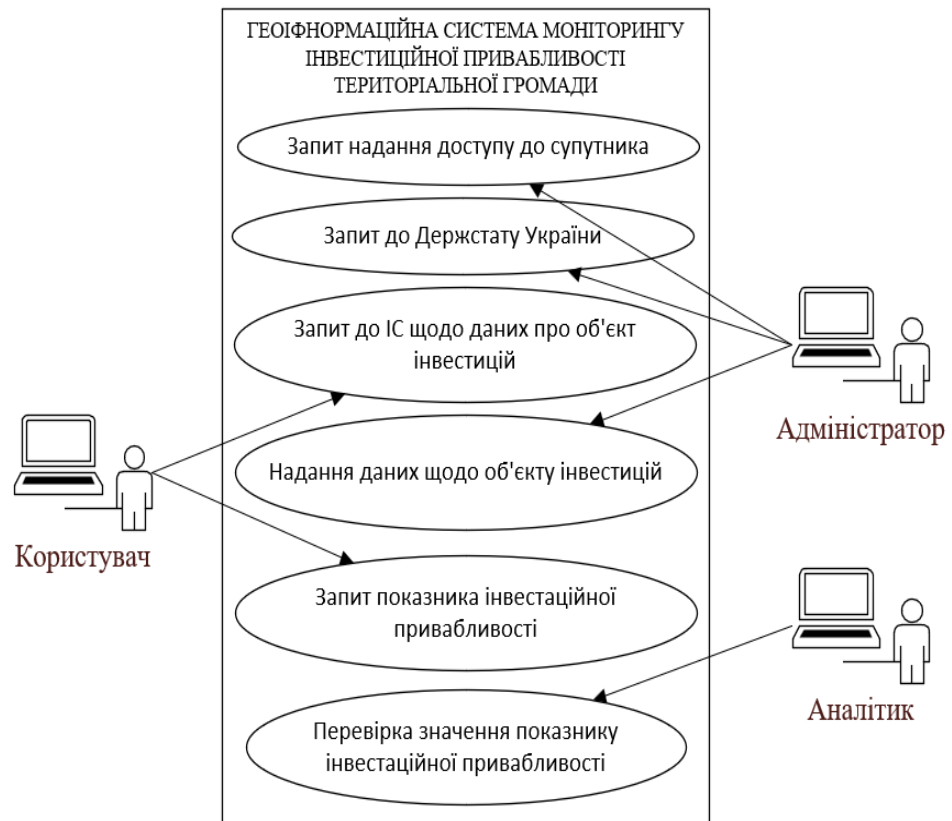 ГЕОІФНОРМАЦІЙНА СИСТЕМА МОНІТОРИНГУ
ІНВЕСТИЦІЙНОЇ ПРИВАБЛИВОСТІ
ТЕРИТОРІАЛЬНОЇ ГРОМАДИ
Запит надання доступу до супутника
Запит до Держстату України
Запит до ІС щодо даних про об'єкт
інвестицій
Адміністратор
Надання даних щодо об'єкту інвестицій
Користувач
Запит показника інвестаційної
привабливості
Аналітик
Перевірка значення показнику
інвестаційної привабливості